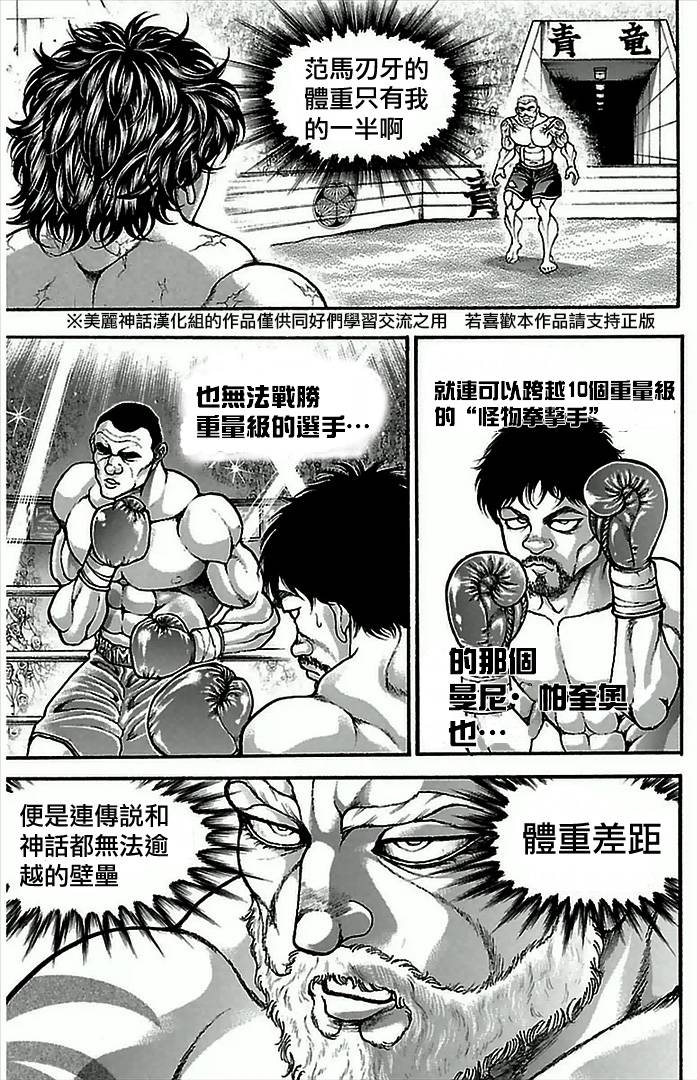 范馬刃牙的
體重只有我
的一半啊
青竜
青
※美麗神話漢化組的作品僅供同好們學習交流之用　若喜歡本作品請支持正版
就連可以跨越10個重量級
的“怪物拳擊手”
的那個
曼尼·帕奎奧
也…
也無法戰勝
重量級的選手…
體重差距
便是連傳説和
神話都無法逾
越的壁壘